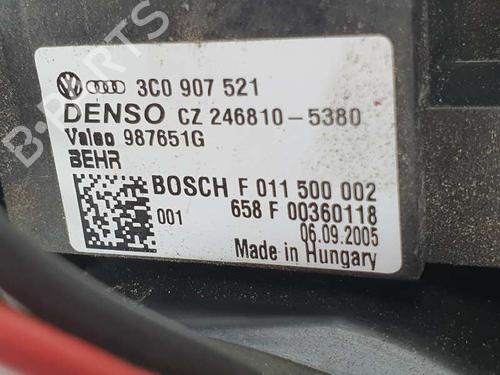 3C0 907 521
DENSO CZ 246810-5380
Valeo 987651G
BEHR
BOSCH F 011 500 002
001 658 F 00360118
06.09.2005
Made in Hungary